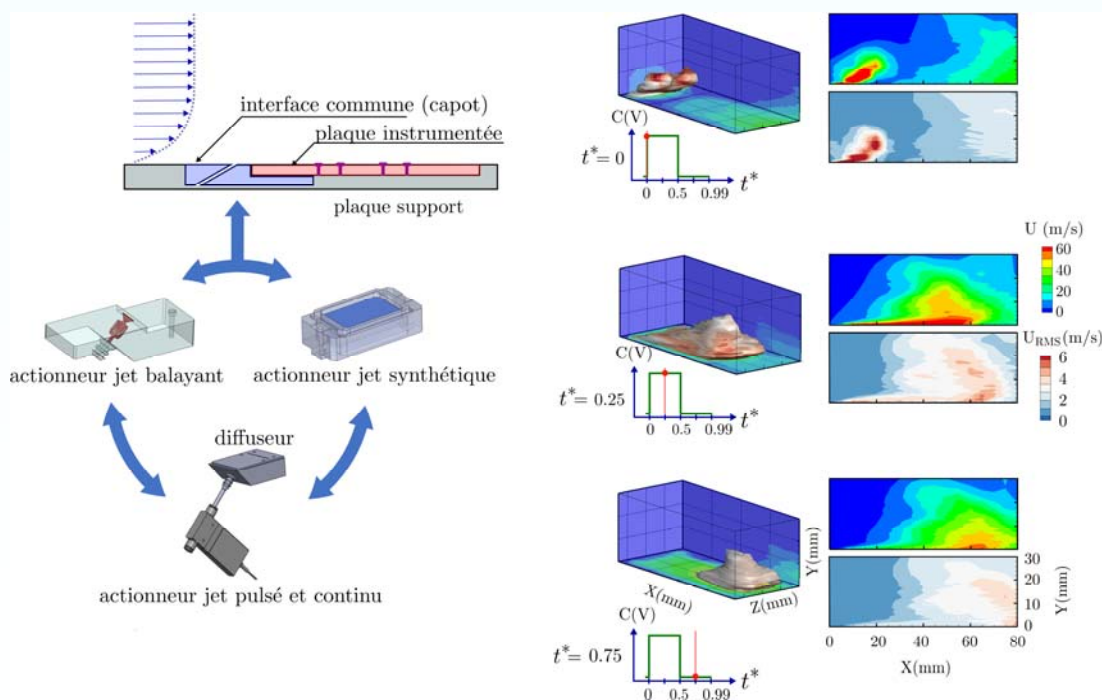 interface commune (capot)
plaque instrumentée
plaque support
actionneur jet balayant
actionneur jet synthétique
diffuseur
actionneur jet pulsé et continu
C(V)
t*= 0
0 0.5 0.99 t*
U (m/s)
60
40
20
0
C(V)
t*= 0.25
0 0.5 0.99 t*
U_RMS(m/s)
6
4
2
0
X(mm)
Z(mm)
Y(mm)
C(V)
t*= 0.75
0 0.5 0.99 t*
30
20
10
0
Y(mm)
0 20 40 60 80
X(mm)